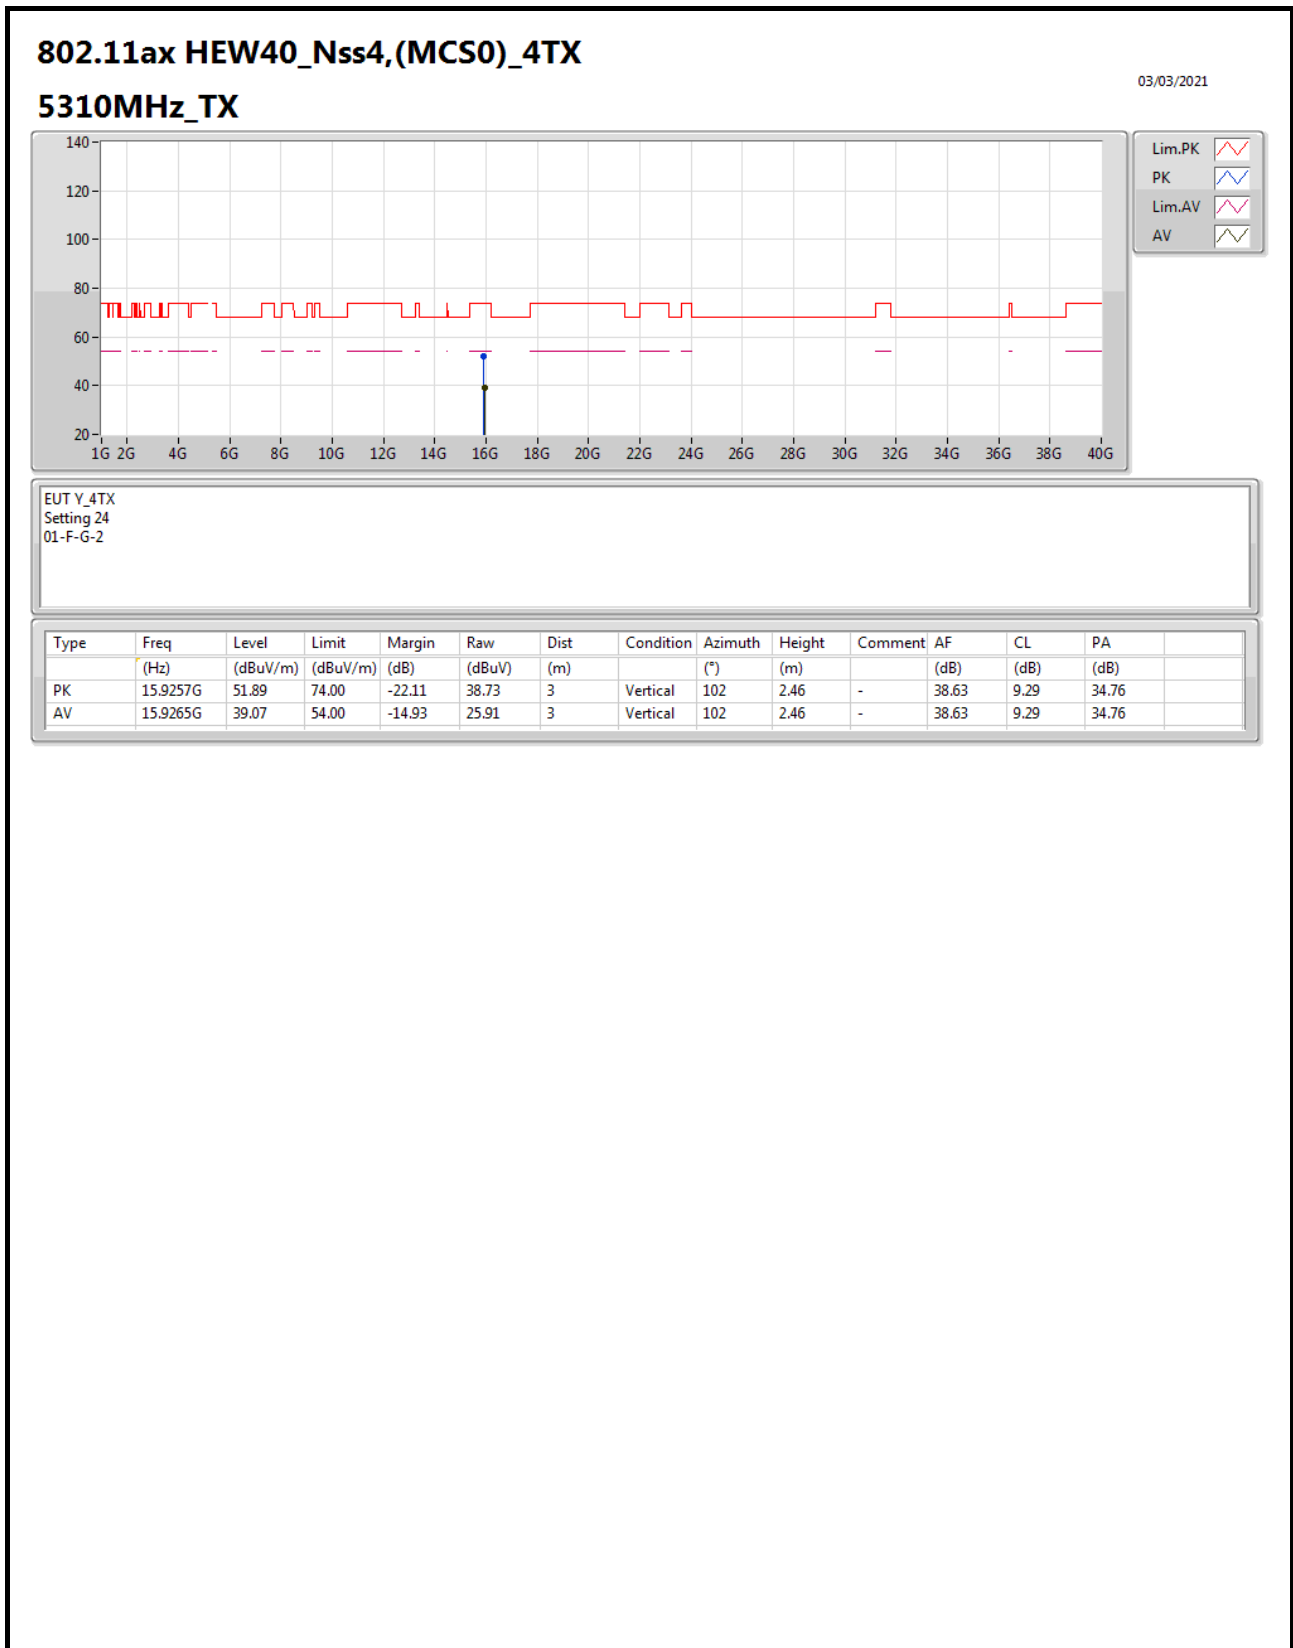 802.11ax HEW40_Nss4,(MCS0)_4TX
03/03/2021
5310MHz_TX
140
120
100
80
60
40
20
1G 2G 4G 6G 8G 10G 12G 14G 16G 18G 20G 22G 24G 26G 28G 30G 32G 34G 36G 38G 40G
Lim.PK
PK
Lim.AV
AV
EUT Y_4TX
Setting 24
01-F-G-2
Type Freq Level Limit Margin Raw Dist Condition Azimuth Height Comment AF CL PA
(Hz) (dBuV/m) (dBuV/m) (dB) (dBuV) (m) (°) (m) (dB) (dB) (dB)
PK 15.9257G 51.89 74.00 -22.11 38.73 3 Vertical 102 2.46 - 38.63 9.29 34.76
AV 15.9265G 39.07 54.00 -14.93 25.91 3 Vertical 102 2.46 - 38.63 9.29 34.76